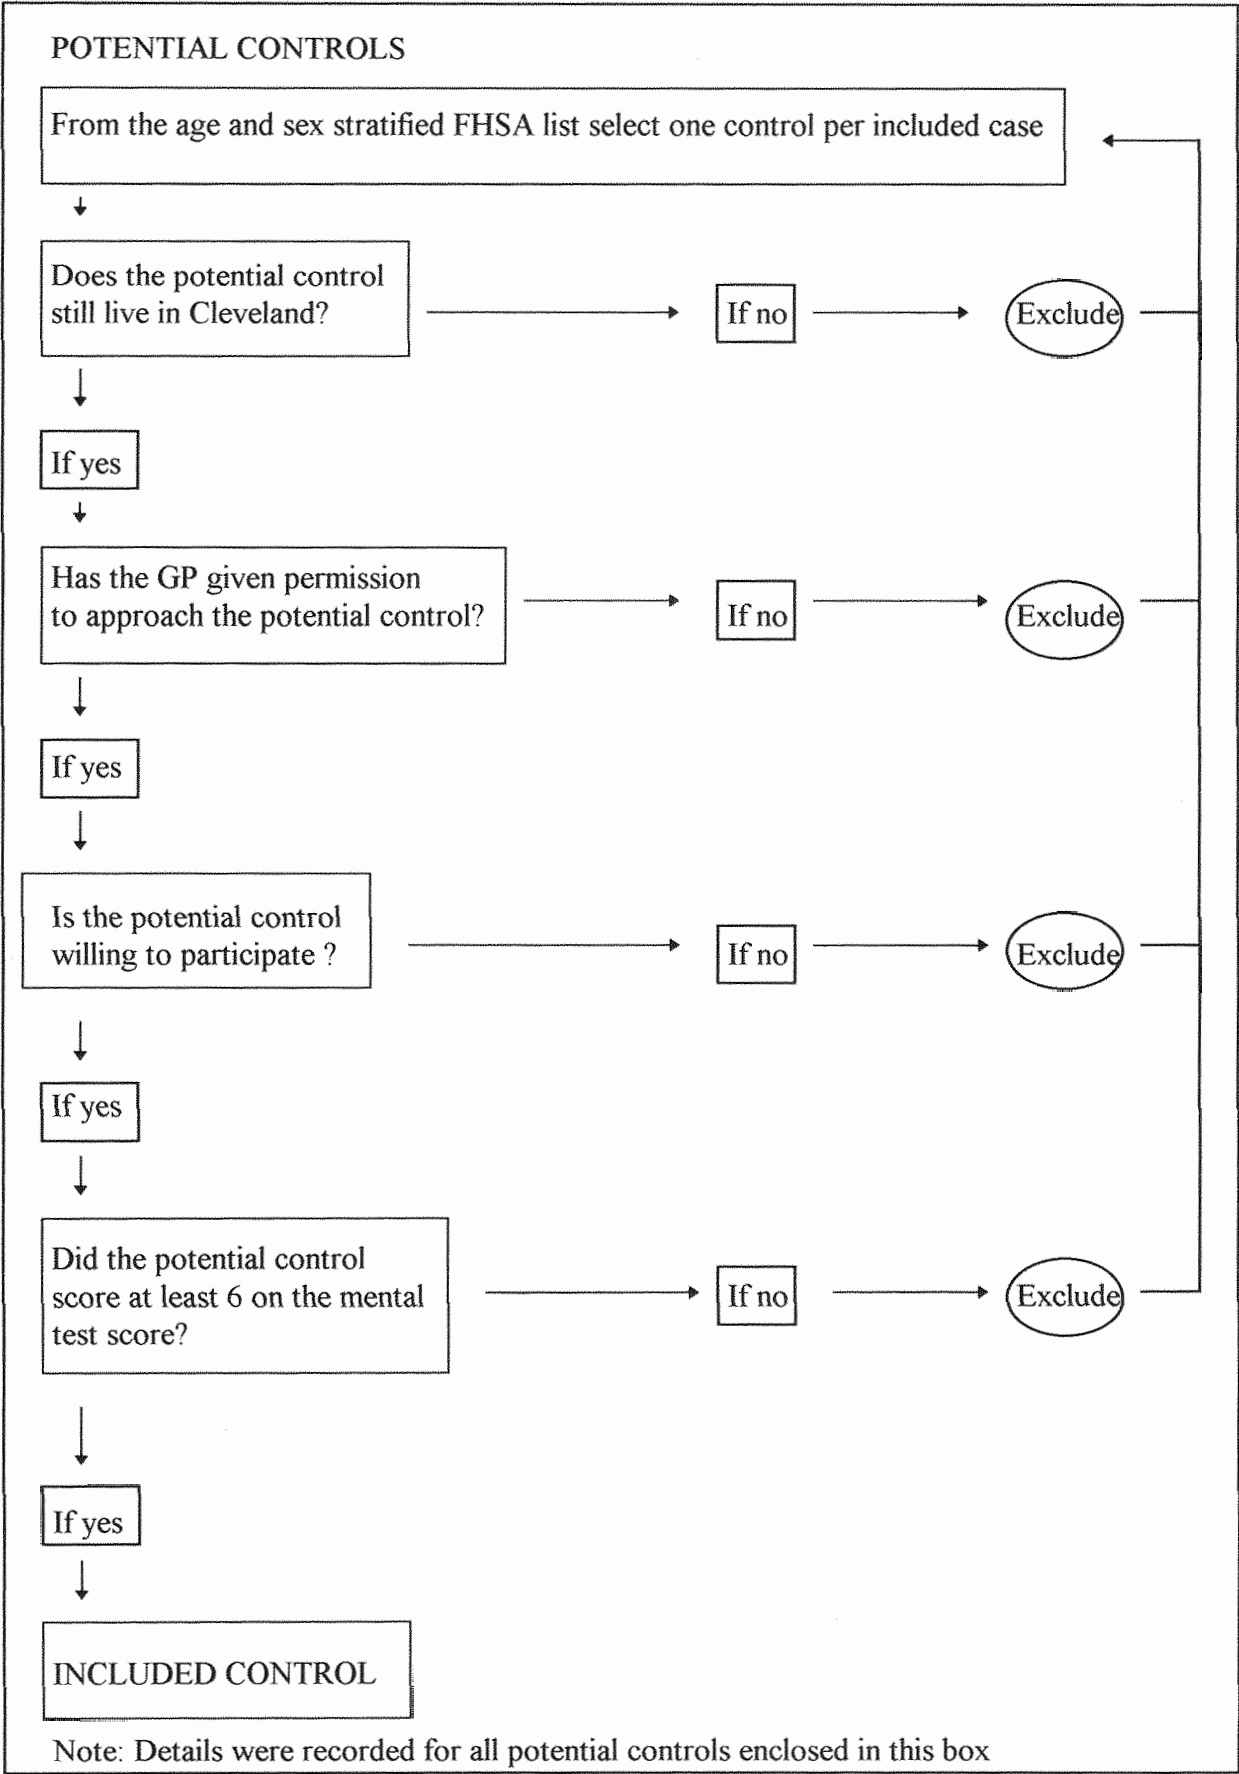 POTENTIAL CONTROLS
From the age and sex stratified FHSA list select one control per included case
Does the potential control
still live in Cleveland?
If no
Exclude
If yes
Has the GP given permission
to approach the potential control?
If no
Exclude
If yes
Is the potential control
willing to participate ?
If no
Exclude
If yes
Did the potential control
score at least 6 on the mental
test score?
If no
Exclude
If yes
INCLUDED CONTROL
Note: Details were recorded for all potential controls enclosed in this box